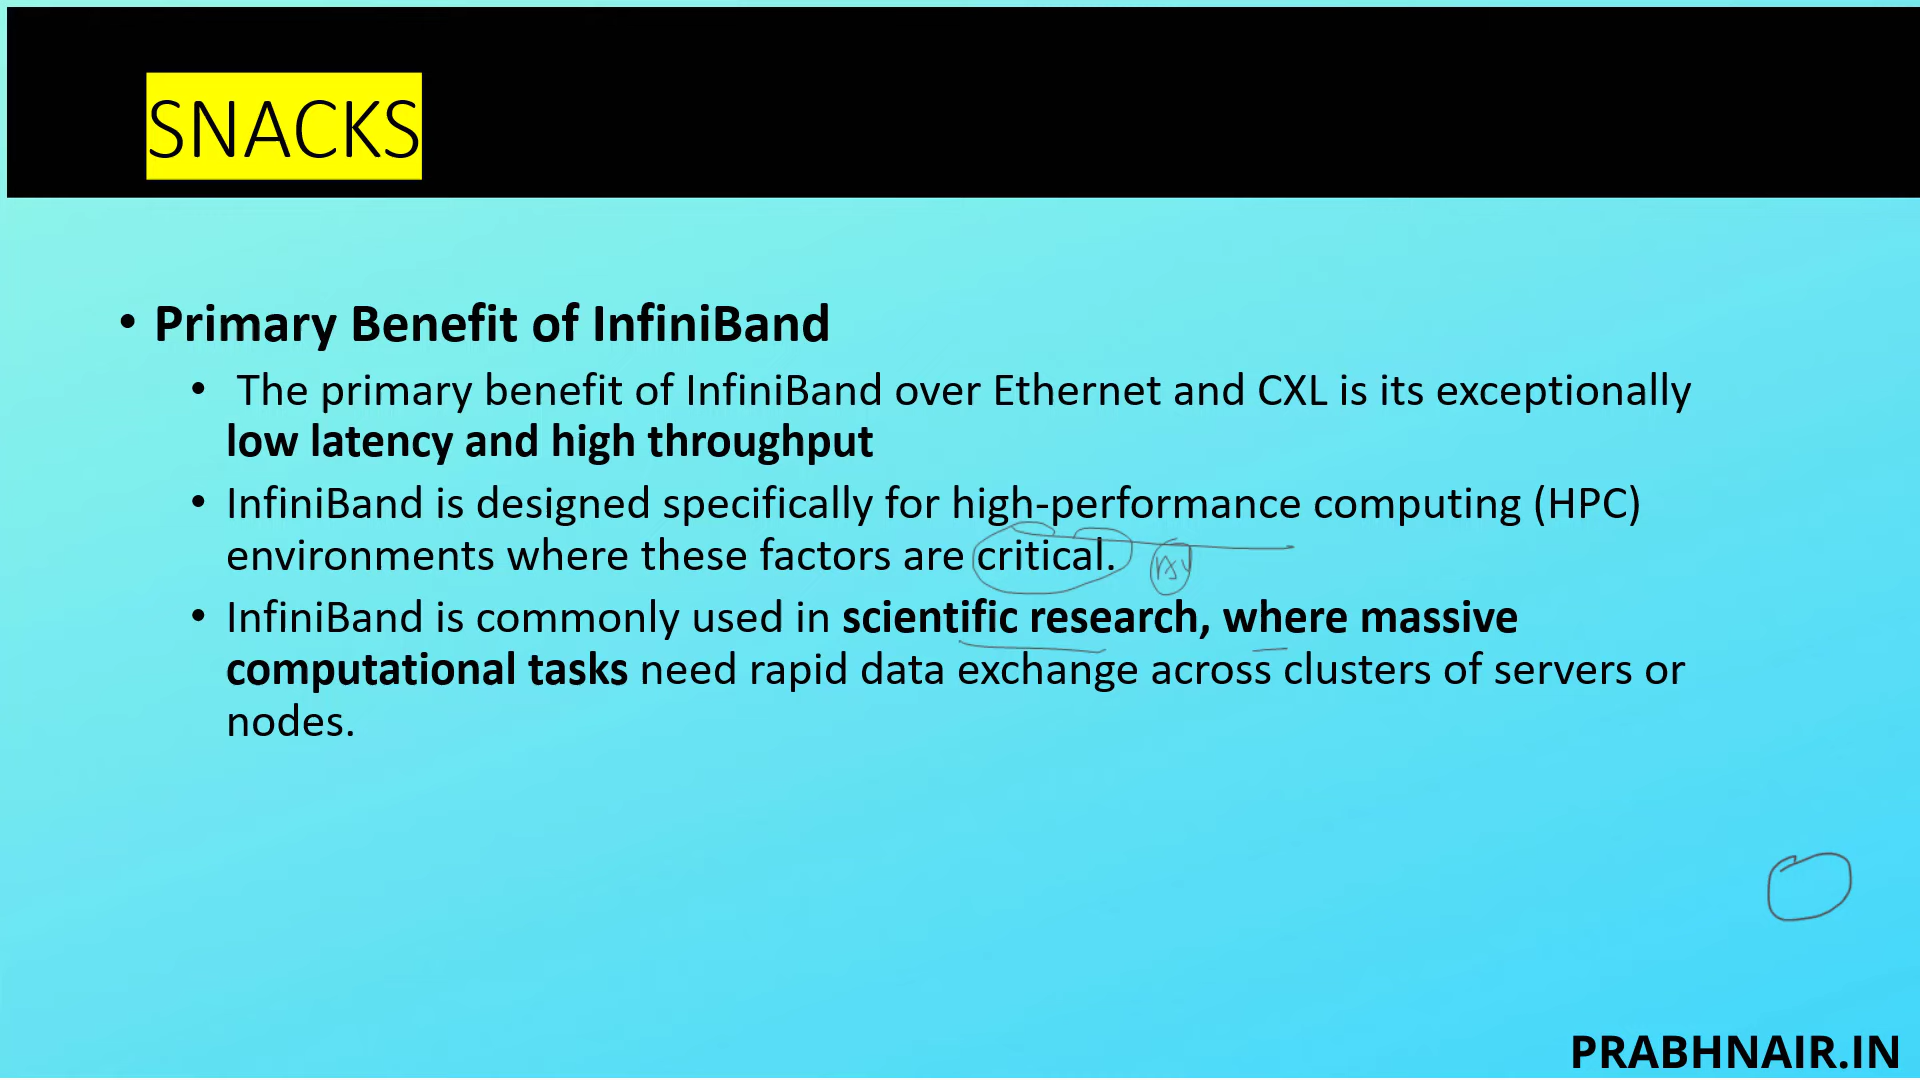 SNACKS
• Primary Benefit of InfiniBand
• The primary benefit of InfiniBand over Ethernet and CXL is its exceptionally
low latency and high throughput
• InfiniBand is designed specifically for high-performance computing (HPC)
environments where these factors are critical.
• InfiniBand is commonly used in scientific research, where massive
computational tasks need rapid data exchange across clusters of servers or
nodes.
PRABHNAIR.IN